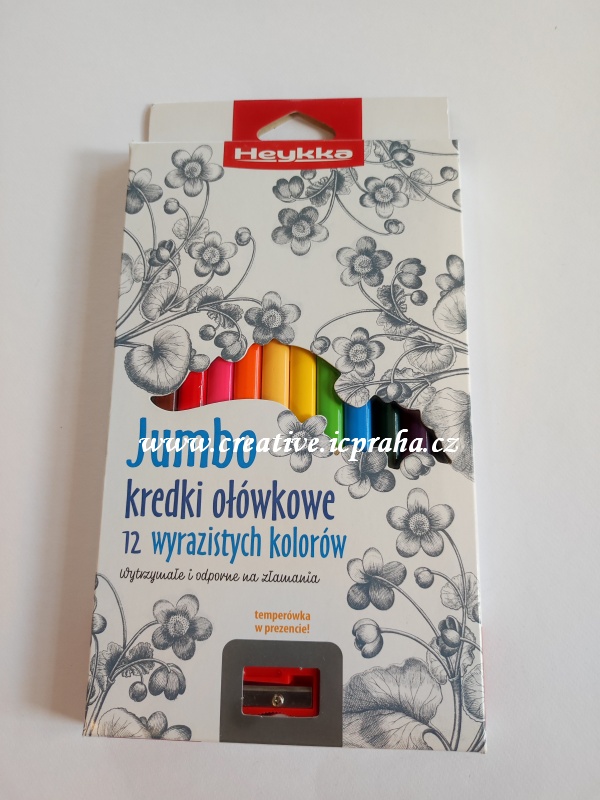 Heykka
Jumbo
www.creative.icpraha.cz
kredki ołówkowe
12 wyrazistych kolorów
Wytrzymałe i odporne na złamania
temperówka
w prezencie!